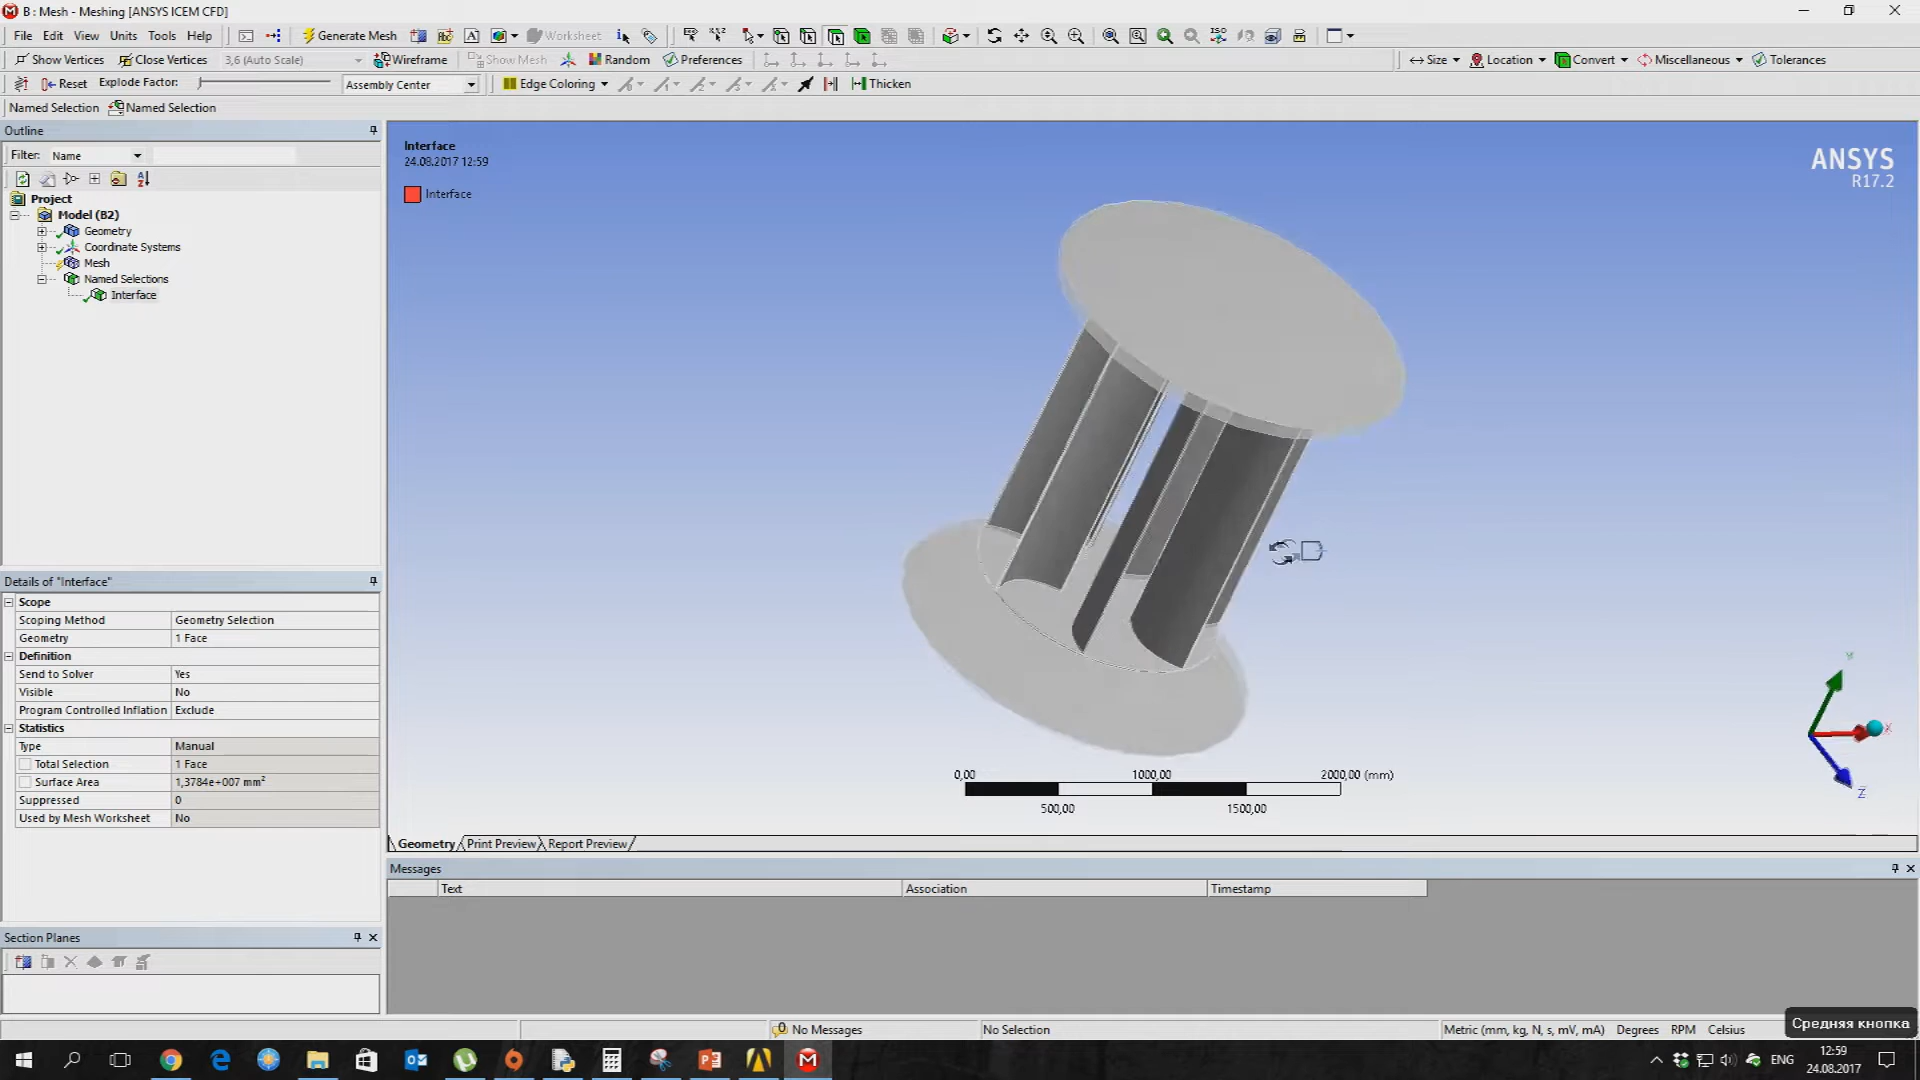 B : Mesh - Meshing [ANSYS ICEM CFD]
File Edit View Units Tools Help Generate Mesh Worksheet
Show Vertices Close Vertices 3,6 (Auto Scale) Wireframe Show Mesh Random Preferences Size Location Convert Miscellaneous Tolerances
Reset Explode Factor: Assembly Center Edge Coloring Thicken
Named Selection Named Selection
Outline
Filter: Name
Project
Model (B2)
Geometry
Coordinate Systems
Mesh
Named Selections
Interface
Details of "Interface"
Scope
Scoping Method Geometry Selection
Geometry 1 Face
Definition
Send to Solver Yes
Visible No
Program Controlled Inflation Exclude
Statistics
Type Manual
Total Selection 1 Face
Surface Area 1,3784e+007 mm²
Suppressed 0
Used by Mesh Worksheet No
Section Planes
Interface
24.08.2017 12:59
Interface
ANSYS
R17.2
Y
X
Z
0,00 1000,00 2000,00 (mm)
500,00 1500,00
Geometry Print Preview Report Preview
Messages
Text Association Timestamp
0 No Messages No Selection Metric (mm, kg, N, s, mV, mA) Degrees RPM Celsius
Средняя кнопка
ENG 12:59
24.08.2017